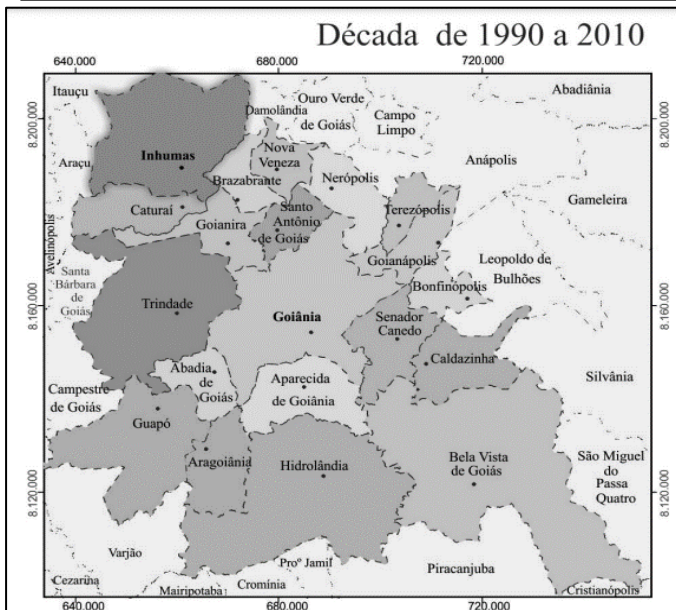 Década de 1990 a 2010
640.000 680.000 720.000
8.200.000
8.160.000
8.120.000
Itauçu
Ouro Verde
de Goiás
Damolândia
Campo
Limpo
Abadiânia
Araçu
Inhumas
Nova
Veneza
Nerópolis
Anápolis
Brazabrante
Gameleira
Caturaí
Santo
Antônio
de Goiás
Terezópolis
Goianira
Avelinópolis
Goianápolis
Leopoldo de
Bulhões
Santa
Bárbara
de
Goiás
Bonfinópolis
Trindade
Goiânia
Senador
Canedo
Caldazinha
Abadia
de
Goiás
Aparecida
de Goiânia
Silvânia
Campestre
de Goiás
Guapó
Aragoiânia
Hidrolândia
Bela Vista
de Goiás
São Miguel
do
Passa
Quatro
8.200.000
8.160.000
8.120.000
Varjão
Cezarina
Mairipotaba
Cromínia
Proº Jamil
Piracanjuba
Cristianópolis
640.000 680.000 720.000